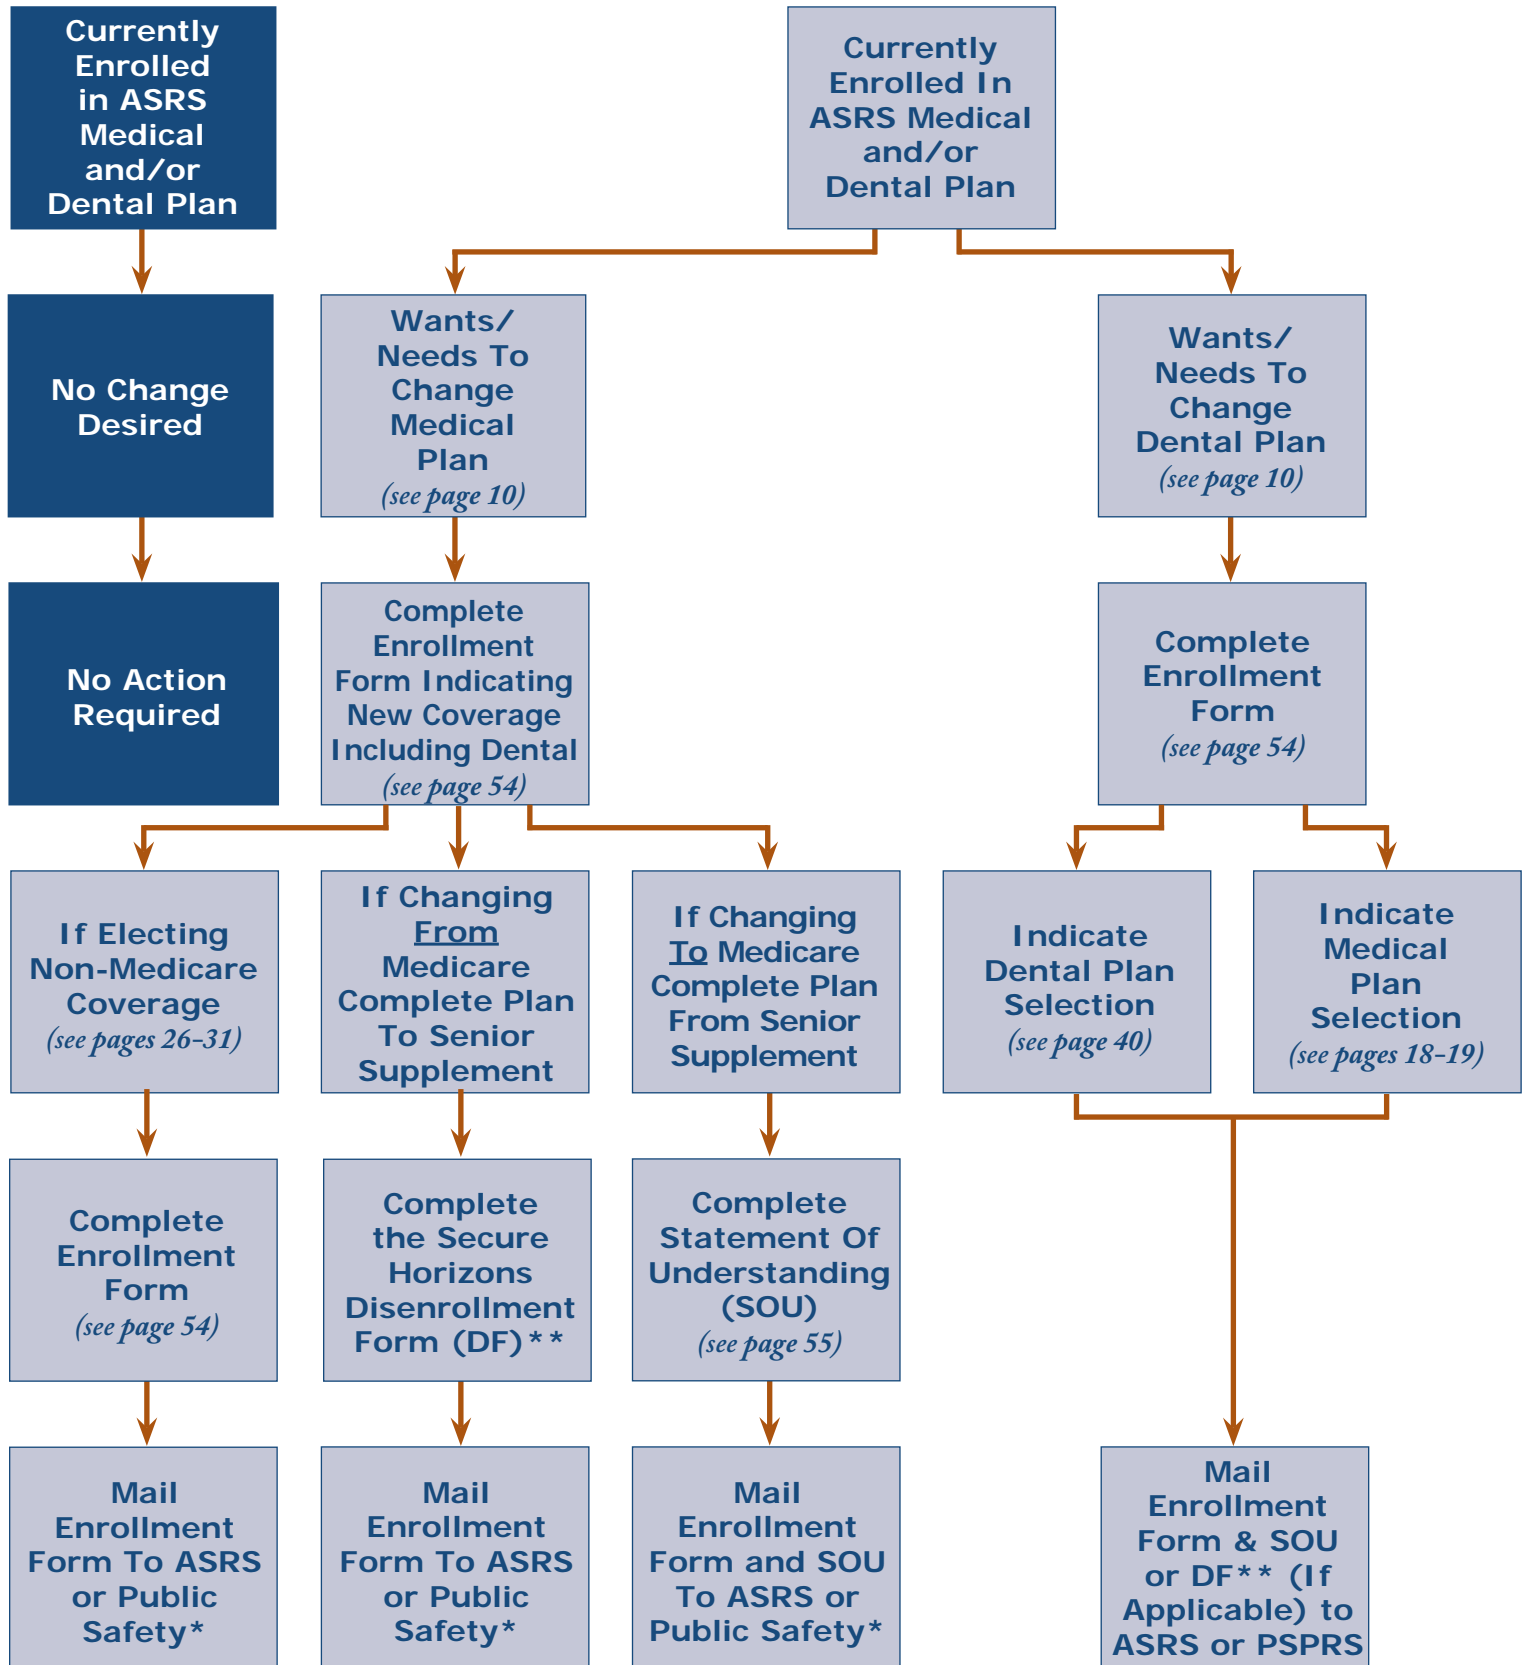 Currently
Enrolled
in ASRS
Medical
and/or
Dental Plan
Currently
Enrolled In
ASRS Medical
and/or
Dental Plan
No Change
Desired
Wants/
Needs To
Change
Medical
Plan
(see page 10)
Wants/
Needs To
Change
Dental Plan
(see page 10)
No Action
Required
Complete
Enrollment
Form Indicating
New Coverage
Including Dental
(see page 54)
Complete
Enrollment
Form
(see page 54)
If Electing
Non-Medicare
Coverage
(see pages 26-31)
If Changing
From
Medicare
Complete Plan
To Senior
Supplement
If Changing
To Medicare
Complete Plan
From Senior
Supplement
Indicate
Dental Plan
Selection
(see page 40)
Indicate
Medical
Plan
Selection
(see pages 18-19)
Complete
Enrollment
Form
(see page 54)
Complete
the Secure
Horizons
Disenrollment
Form (DF)**
Complete
Statement Of
Understanding
(SOU)
(see page 55)
Mail
Enrollment
Form To ASRS
or Public
Safety*
Mail
Enrollment
Form To ASRS
or Public
Safety*
Mail
Enrollment
Form and SOU
To ASRS or
Public Safety*
Mail
Enrollment
Form & SOU
or DF** (If
Applicable) to
ASRS or PSPRS